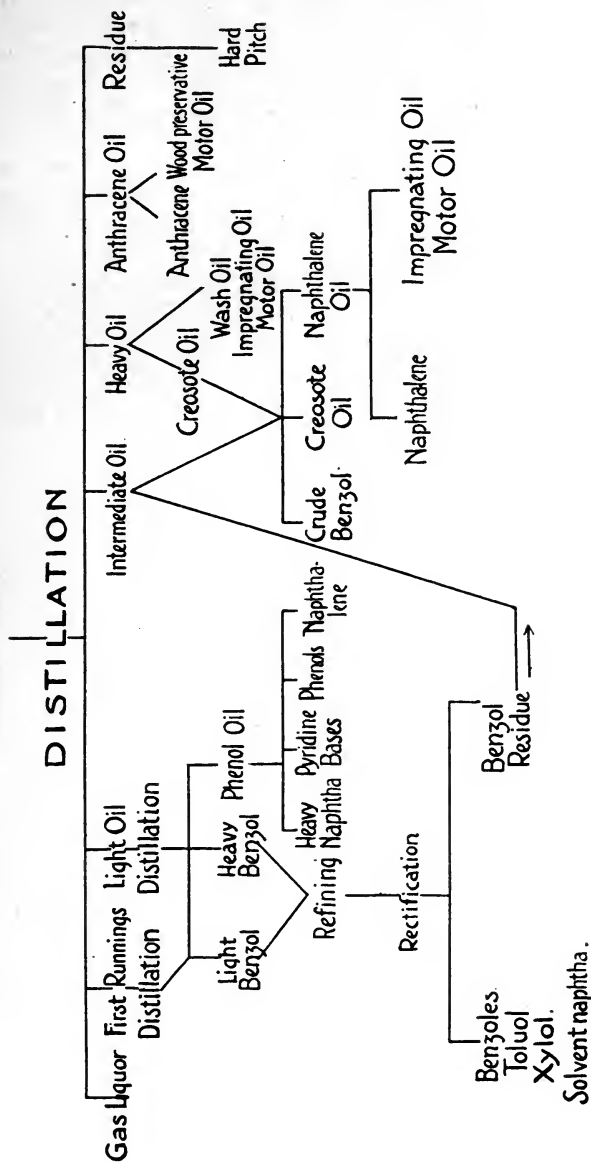 DISTILLATION
Gas Liquor
First Runnings
Distillation
Light Oil
Distillation
Intermediate Oil
Heavy Oil
Anthracene Oil
Residue
Light
Benzol
Heavy
Benzol
Phenol Oil
Creosote Oil
Wash Oil
Impregnating Oil
Motor Oil
Anthracene
Wood preservative
Motor Oil
Hard
Pitch
Refining
Heavy
Naphtha
Pyridine
Bases
Phenols
Naphtha-
lene
Crude
Benzol.
Creosote
Oil
Naphthalene
Oil
Rectification
Naphthalene
Impregnating Oil
Motor Oil
Benzoles.
Toluol
Xylol.
Solvent naphtha.
Benzol
Residue